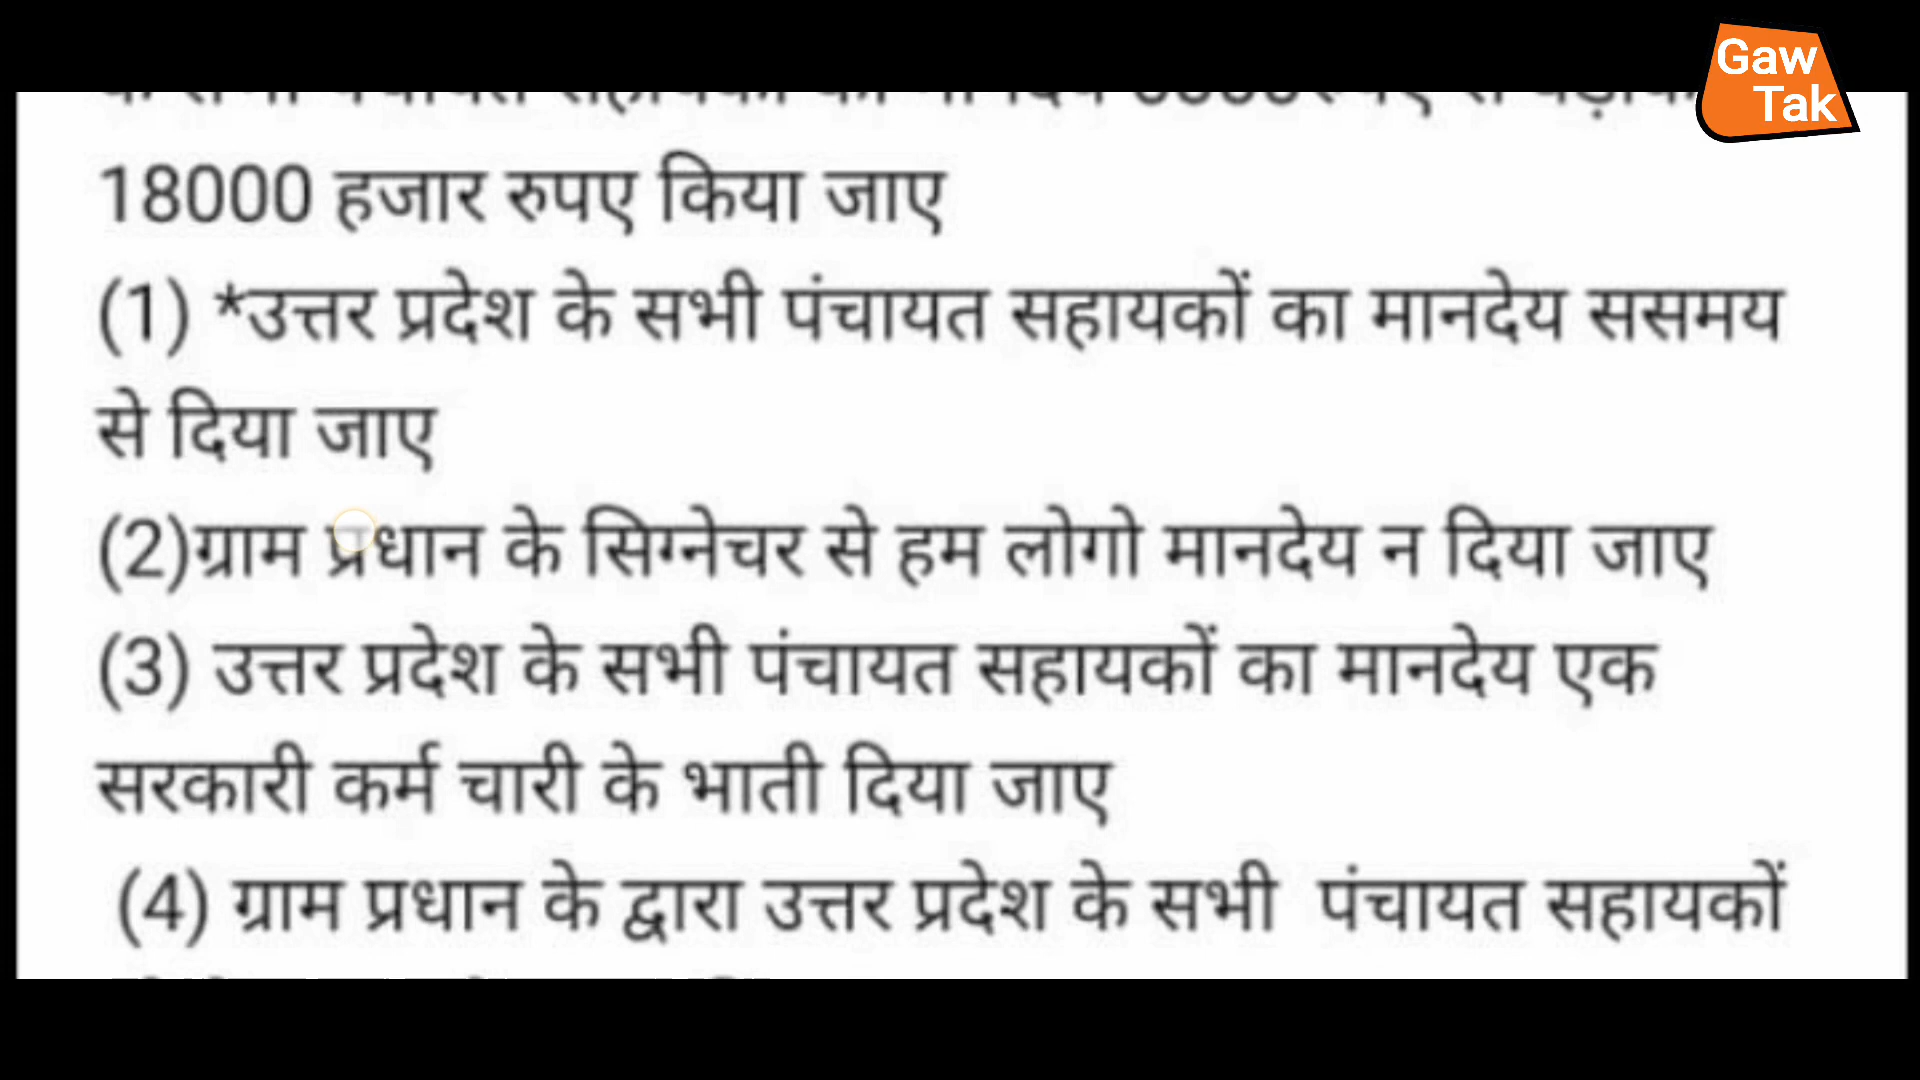 Gaw
Tak
18000 हजार रुपए किया जाए
(1) *उत्तर प्रदेश के सभी पंचायत सहायकों का मानदेय ससमय
से दिया जाए
(2)ग्राम प्रधान के सिग्नेचर से हम लोगो मानदेय न दिया जाए
(3) उत्तर प्रदेश के सभी पंचायत सहायकों का मानदेय एक
सरकारी कर्म चारी के भाती दिया जाए
(4) ग्राम प्रधान के द्वारा उत्तर प्रदेश के सभी पंचायत सहायकों